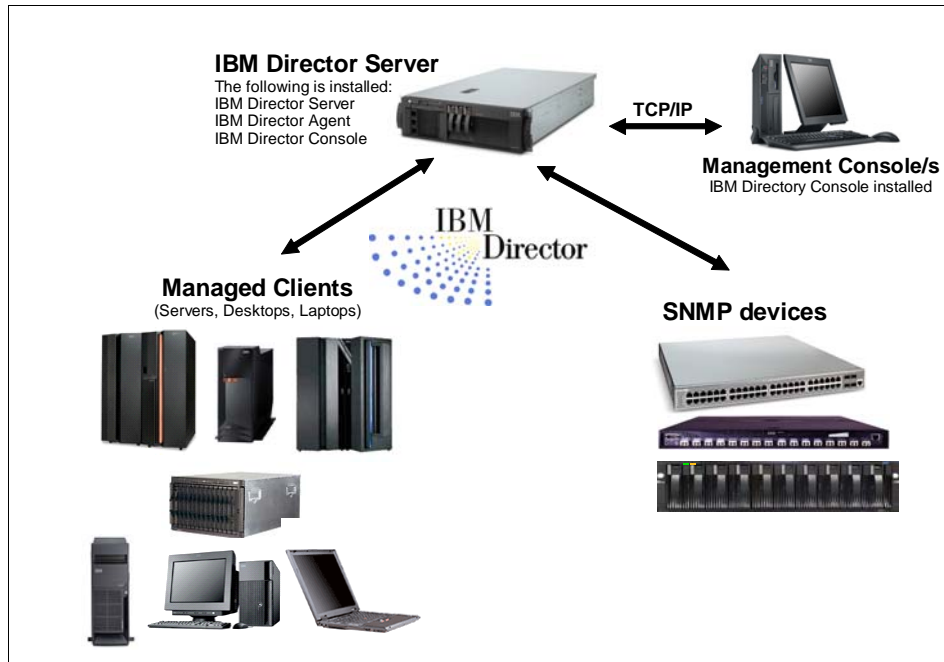 IBM Director Server
The following is installed:
IBM Director Server
IBM Director Agent
IBM Director Console
TCP/IP
Management Console/s
IBM Directory Console installed
IBM
Director
Managed Clients
(Servers, Desktops, Laptops)
SNMP devices